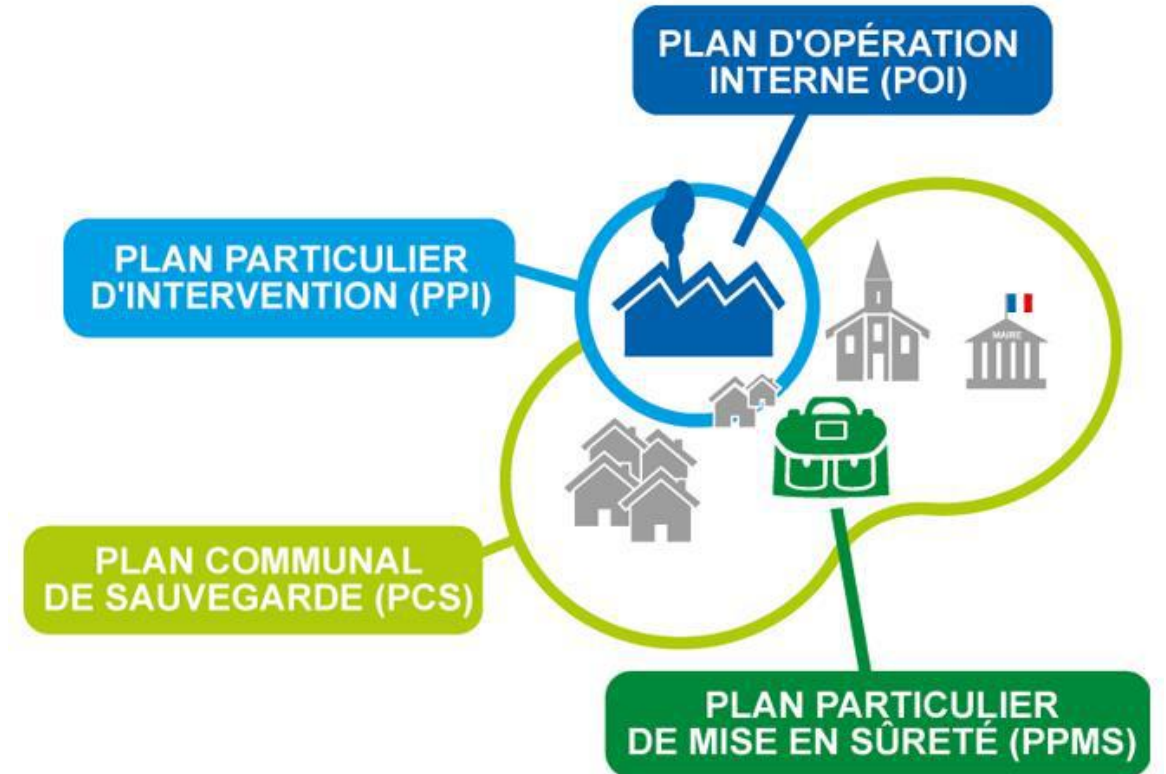 PLAN D'OPÉRATION
INTERNE (POI)
PLAN PARTICULIER
D'INTERVENTION (PPI)
MAIRIE
PLAN COMMUNAL
DE SAUVEGARDE (PCS)
PLAN PARTICULIER
DE MISE EN SÛRETÉ (PPMS)